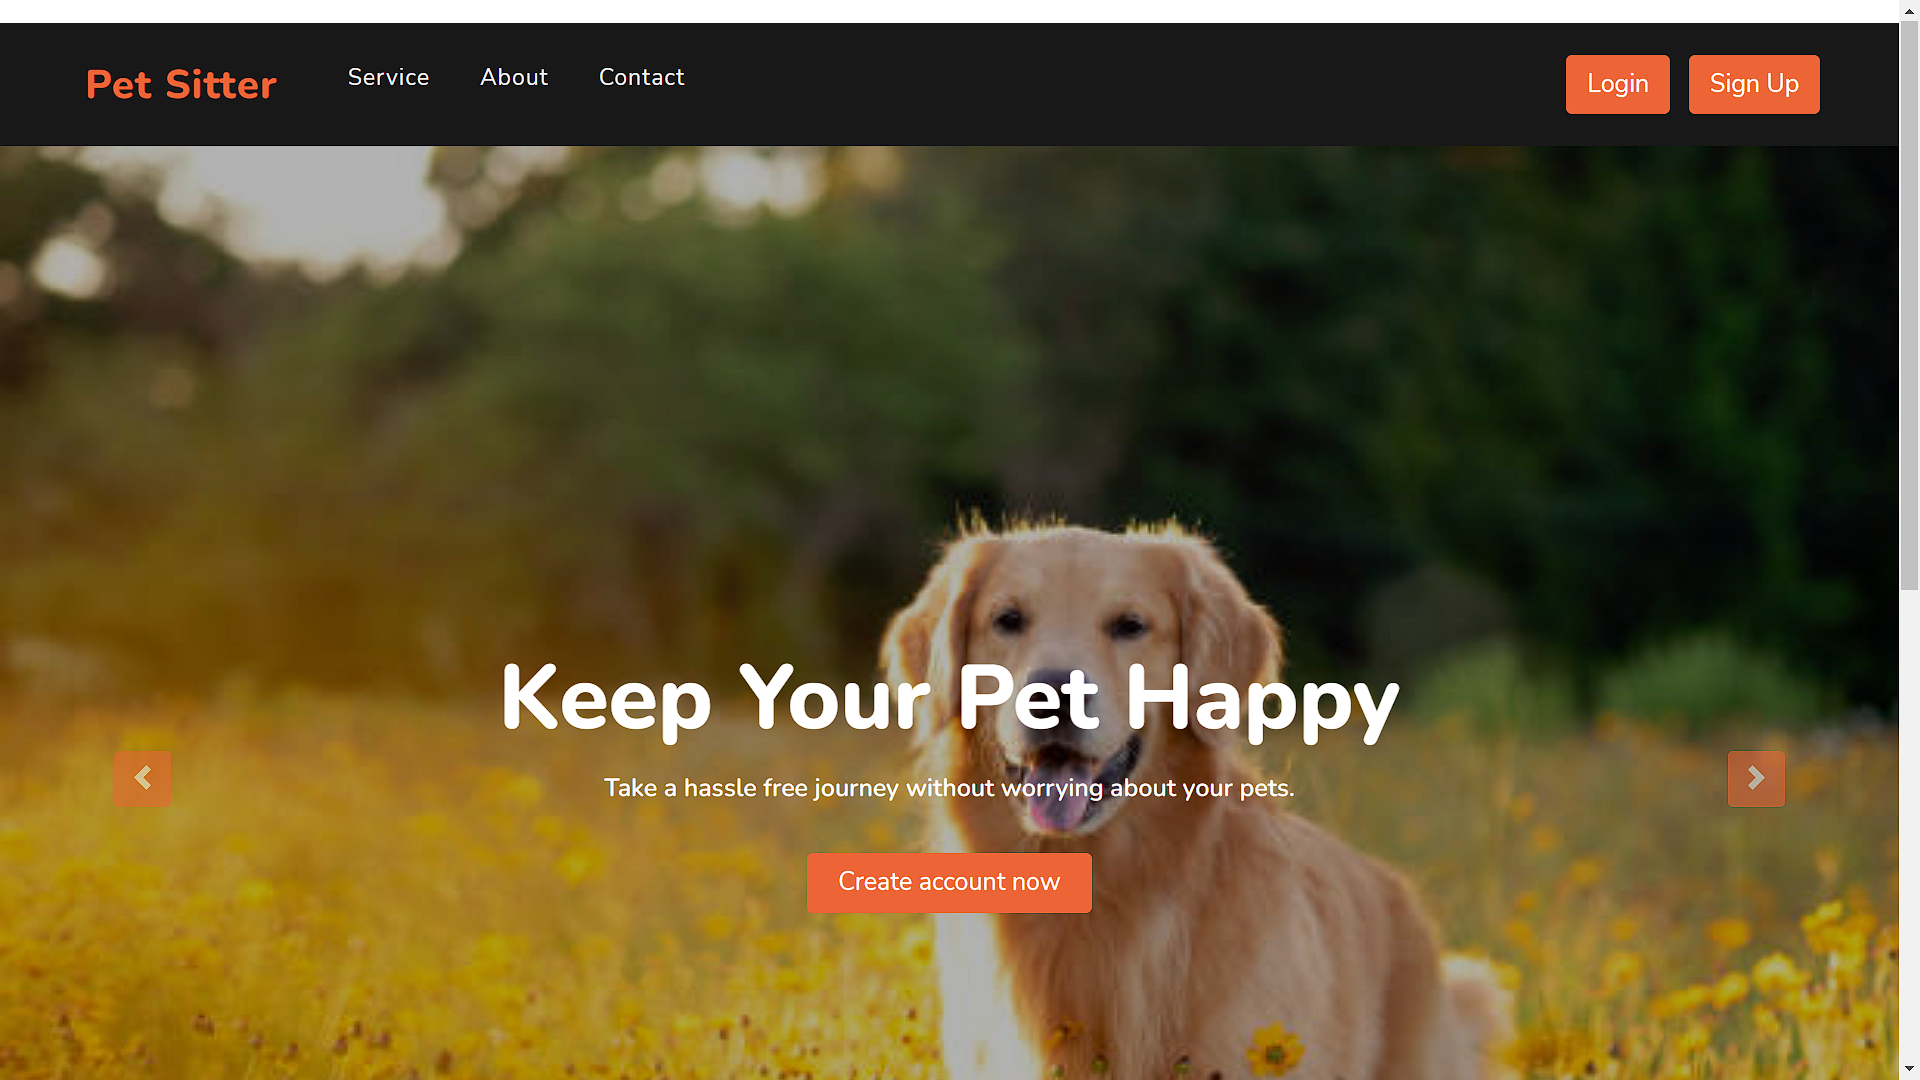 Pet Sitter
Service
About
Contact
Login
Sign Up
Keep Your Pet Happy
Take a hassle free journey without worrying about your pets.
Create account now